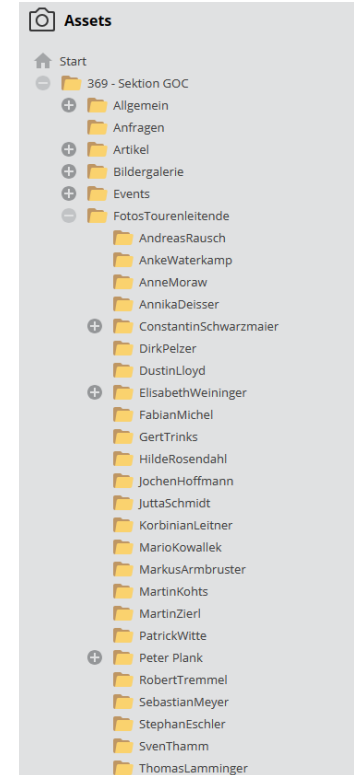 Assets
Start
369 - Sektion GOC
Allgemein
Anfragen
Artikel
Bildergalerie
Events
FotosTourenleitende
AndreasRausch
AnkeWaterkamp
AnneMoraw
AnnikaDeisser
ConstantinSchwarzmaier
DirkPelzer
DustinLloyd
ElisabethWeininger
FabianMichel
GertTrinks
HildeRosendahl
JochenHoffmann
JuttaSchmidt
KorbinianLeitner
MarioKowallek
MarkusArmbruster
MartinKohts
MartinZierl
PatrickWitte
Peter Plank
RobertTremmel
SebastianMeyer
StephanEschler
SvenThamm
ThomasLamminger